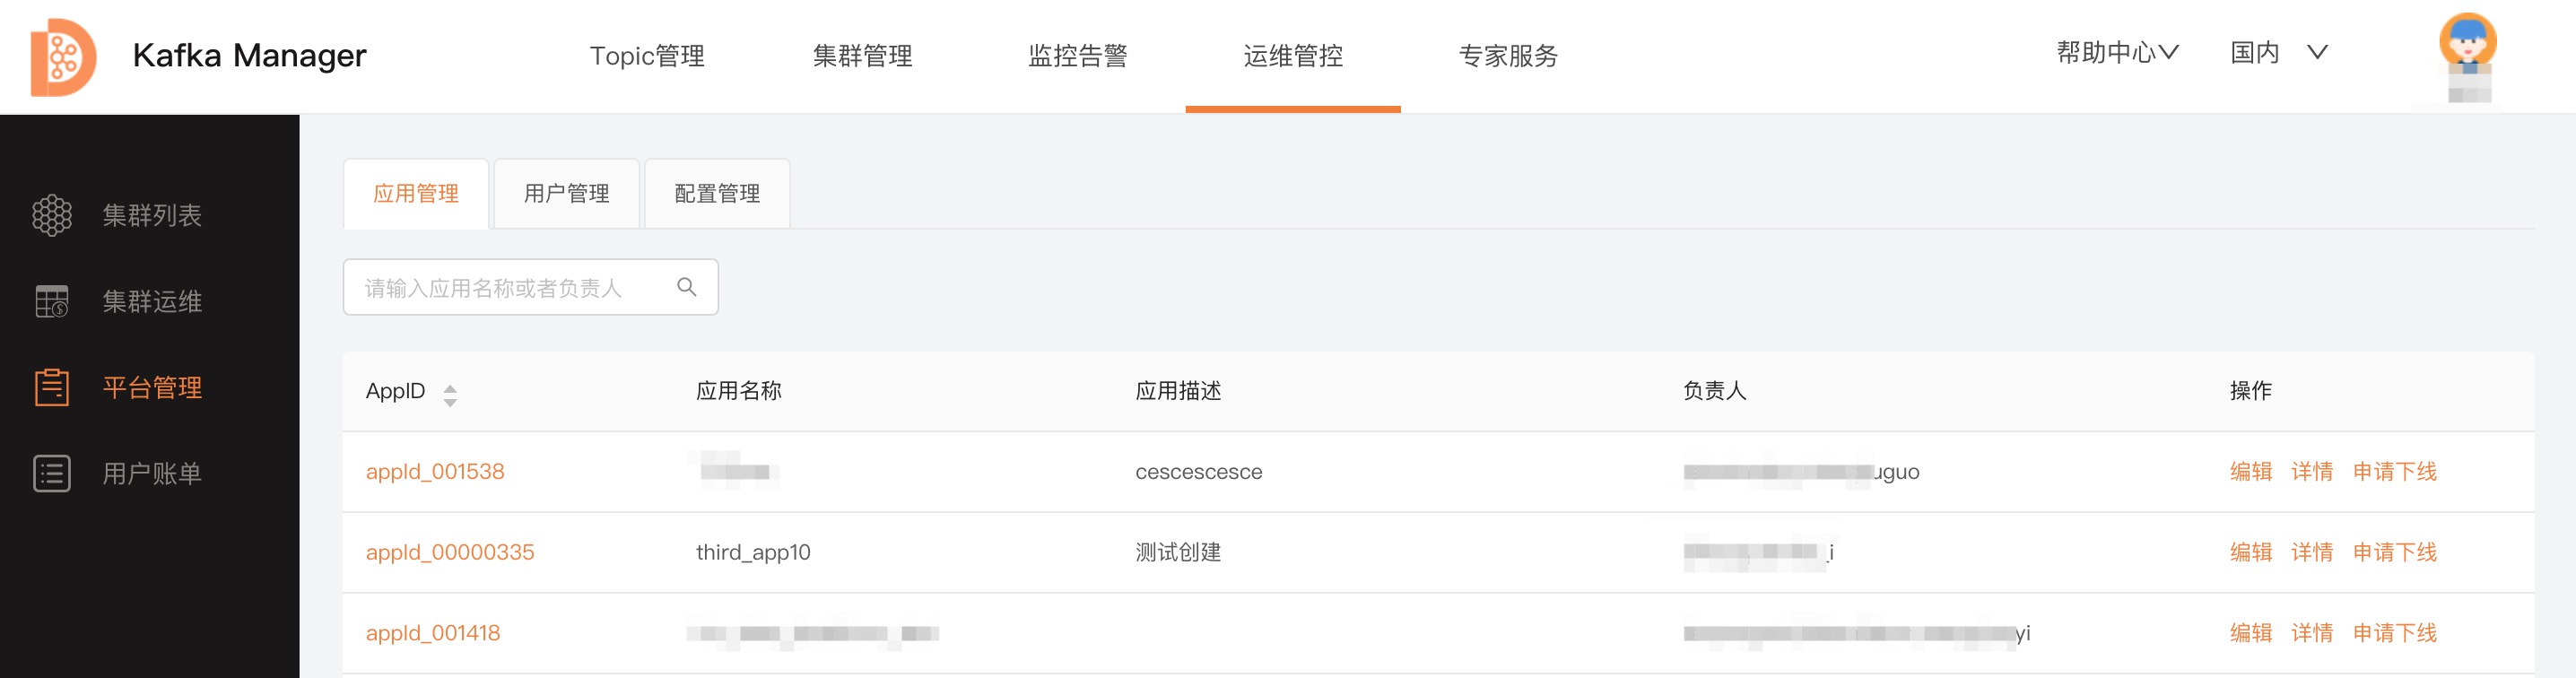 Kafka Manager Topic管理 集群管理 监控告警 运维管控 专家服务 帮助中心 国内
集群列表
集群运维
平台管理
用户账单
应用管理 用户管理 配置管理
请输入应用名称或者负责人
AppID 应用名称 应用描述 负责人 操作
appId_001538 cescescesce uguo 编辑 详情 申请下线
appId_00000335 third_app10 测试创建 _i 编辑 详情 申请下线
appId_001418 yi 编辑 详情 申请下线